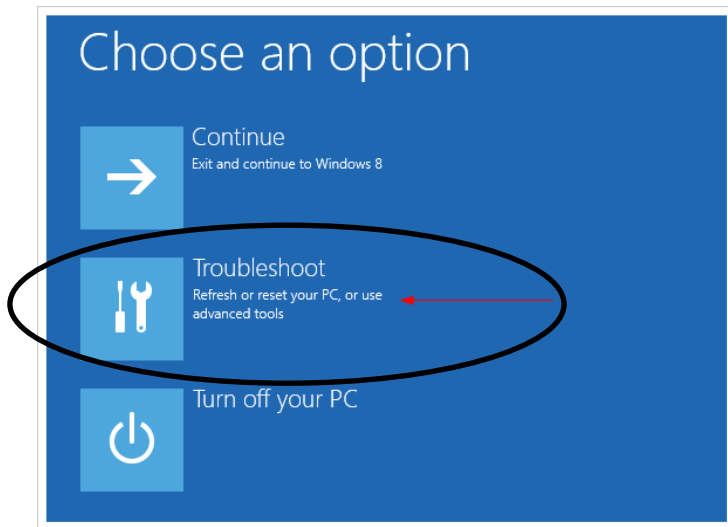 Choose an option
Continue
Exit and continue to Windows 8
Troubleshoot
Refresh or reset your PC, or use
advanced tools
Turn off your PC